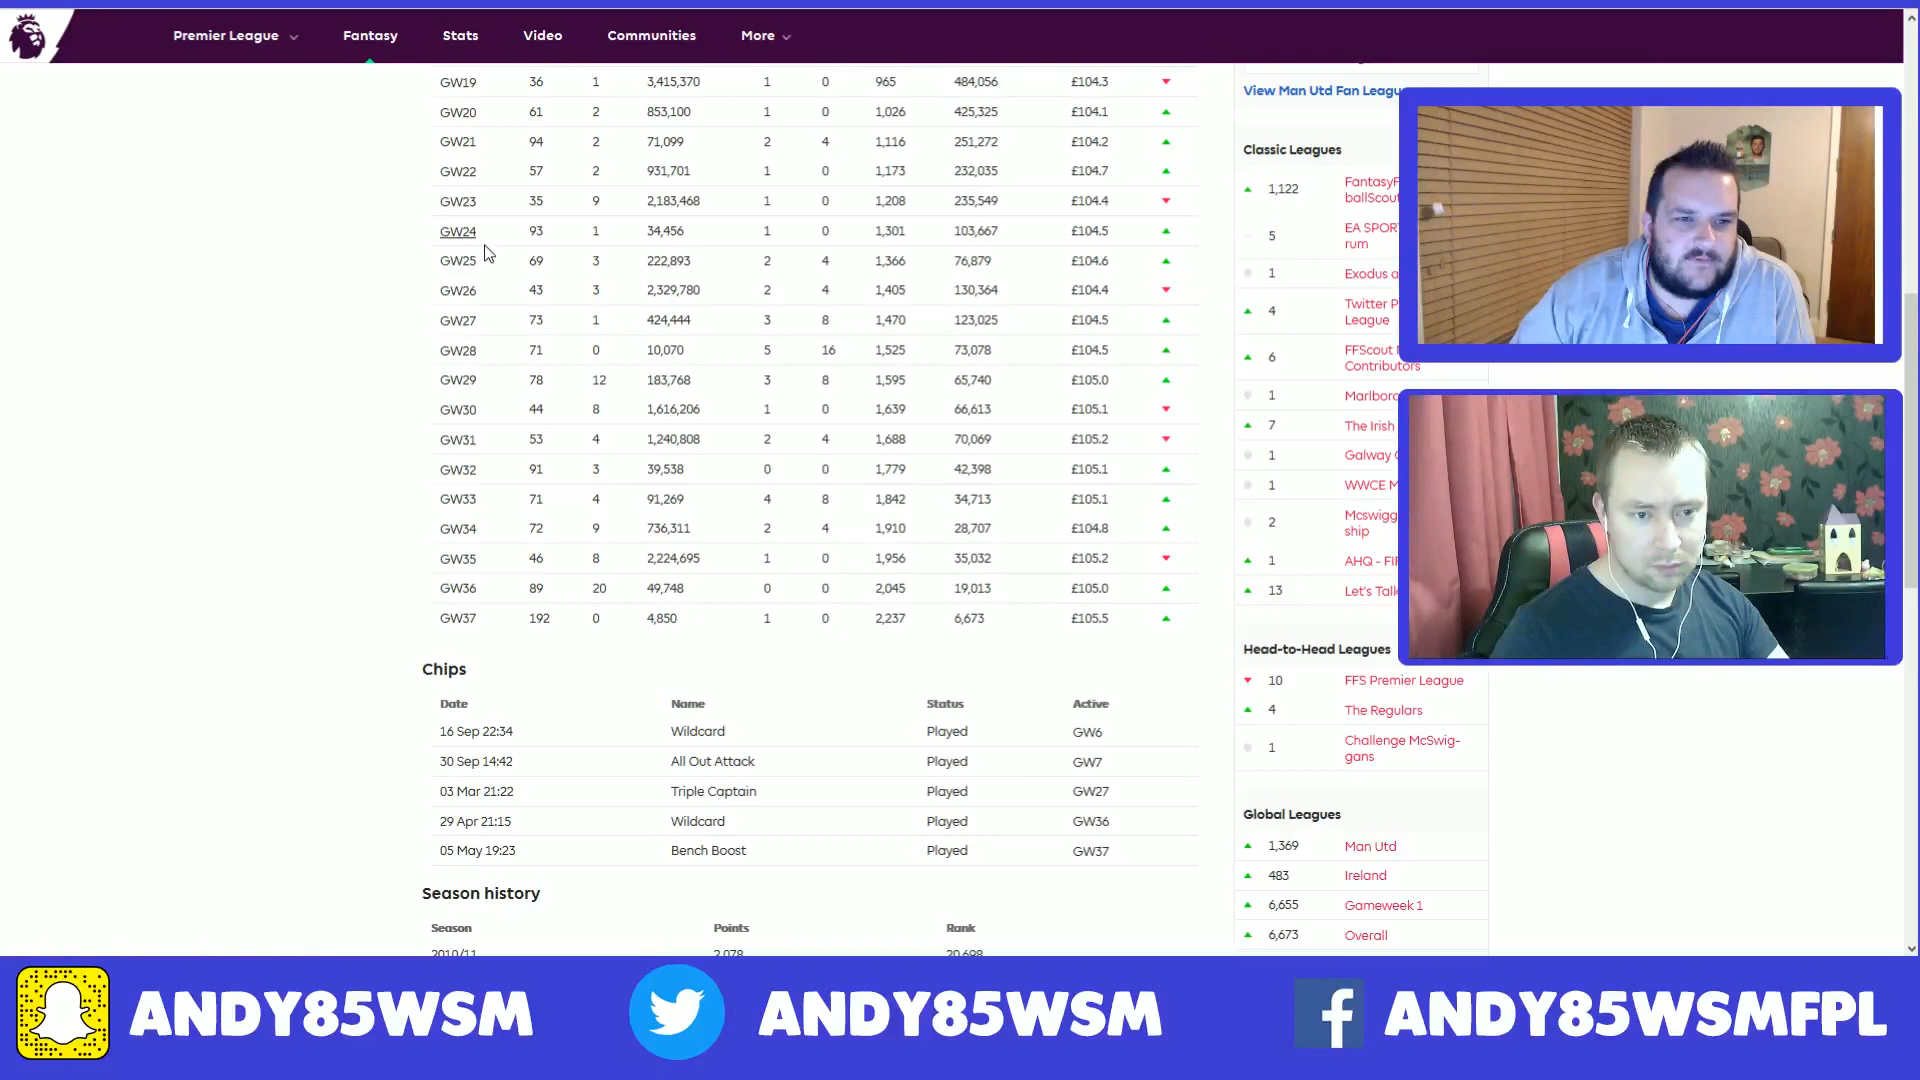 Premier League Fantasy Stats Video Communities More
GW19 36 1 3,415,370 1 0 965 484,056 £104.3
GW20 61 2 853,100 1 0 1,026 425,325 £104.1
GW21 94 2 71,099 2 4 1,116 251,272 £104.2
GW22 57 2 931,701 1 0 1,173 232,035 £104.7
GW23 35 9 2,183,468 1 0 1,208 235,549 £104.4
GW24 93 1 34,456 1 0 1,301 103,667 £104.5
GW25 69 3 222,893 2 4 1,366 76,879 £104.6
GW26 43 3 2,329,780 2 4 1,405 130,364 £104.4
GW27 73 1 424,444 3 8 1,470 123,025 £104.5
GW28 71 0 10,070 5 16 1,525 73,078 £104.5
GW29 78 12 183,768 3 8 1,595 65,740 £105.0
GW30 44 8 1,616,206 1 0 1,639 66,613 £105.1
GW31 53 4 1,240,808 2 4 1,688 70,069 £105.2
GW32 91 3 39,538 0 0 1,779 42,398 £105.1
GW33 71 4 91,269 4 8 1,842 34,713 £105.1
GW34 72 9 736,311 2 4 1,910 28,707 £104.8
GW35 46 8 2,224,695 1 0 1,956 35,032 £105.2
GW36 89 20 49,748 0 0 2,045 19,013 £105.0
GW37 192 0 4,850 1 0 2,237 6,673 £105.5
Chips
Date Name Status Active
16 Sep 22:34 Wildcard Played GW6
30 Sep 14:42 All Out Attack Played GW7
03 Mar 21:22 Triple Captain Played GW27
29 Apr 21:15 Wildcard Played GW36
05 May 19:23 Bench Boost Played GW37
Season history
Season Points Rank
2010/11 2,078 20,698
View Man Utd Fan Leagu
Classic Leagues
1,122 FantasyF
ballScout
5 EA SPOR
rum
1 Exodus a
4 Twitter P
League
6 FFScout
Contributors
1 Marlboro
7 The Irish
1 Galway
1 WWCE M
2 Mcswigg
ship
1 AHQ - FI
13 Let's Talk
Head-to-Head Leagues
10 FFS Premier League
4 The Regulars
1 Challenge McSwig-
gans
Global Leagues
1,369 Man Utd
483 Ireland
6,655 Gameweek 1
6,673 Overall
ANDY85WSM ANDY85WSM ANDY85WSMFPL